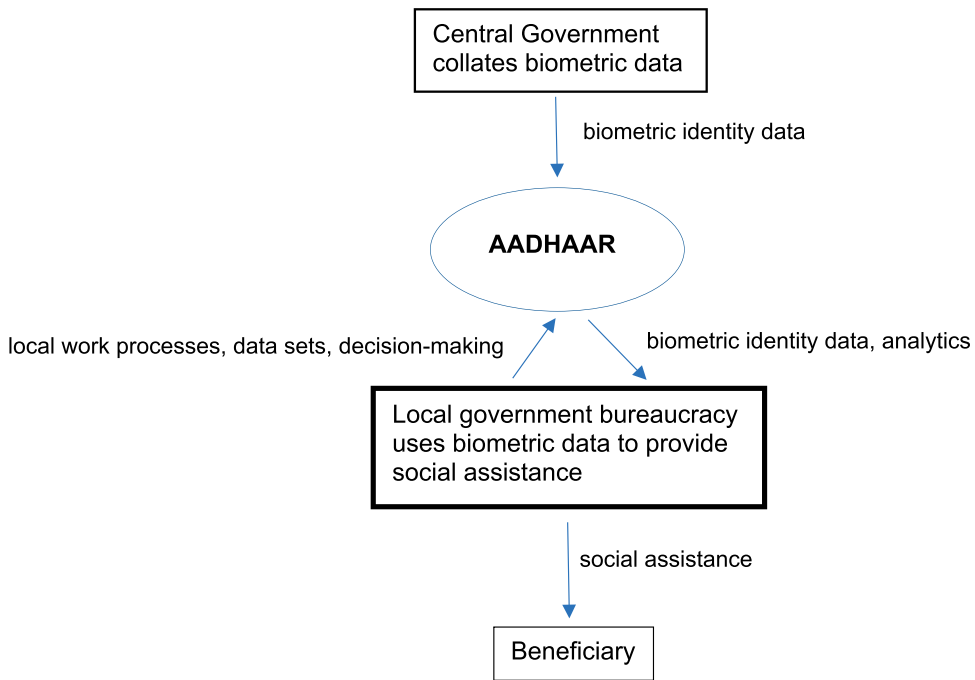 Central Government
collates biometric data
biometric identity data
AADHAAR
local work processes, data sets, decision-making
biometric identity data, analytics
Local government bureaucracy
uses biometric data to provide
social assistance
social assistance
Beneficiary